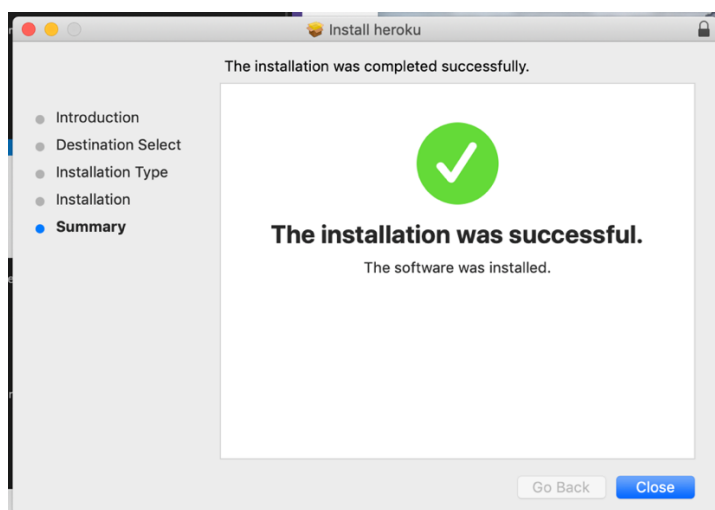 Install heroku
The installation was completed successfully.
Introduction
Destination Select
Installation Type
Installation
Summary
The installation was successful.
The software was installed.
Go Back
Close